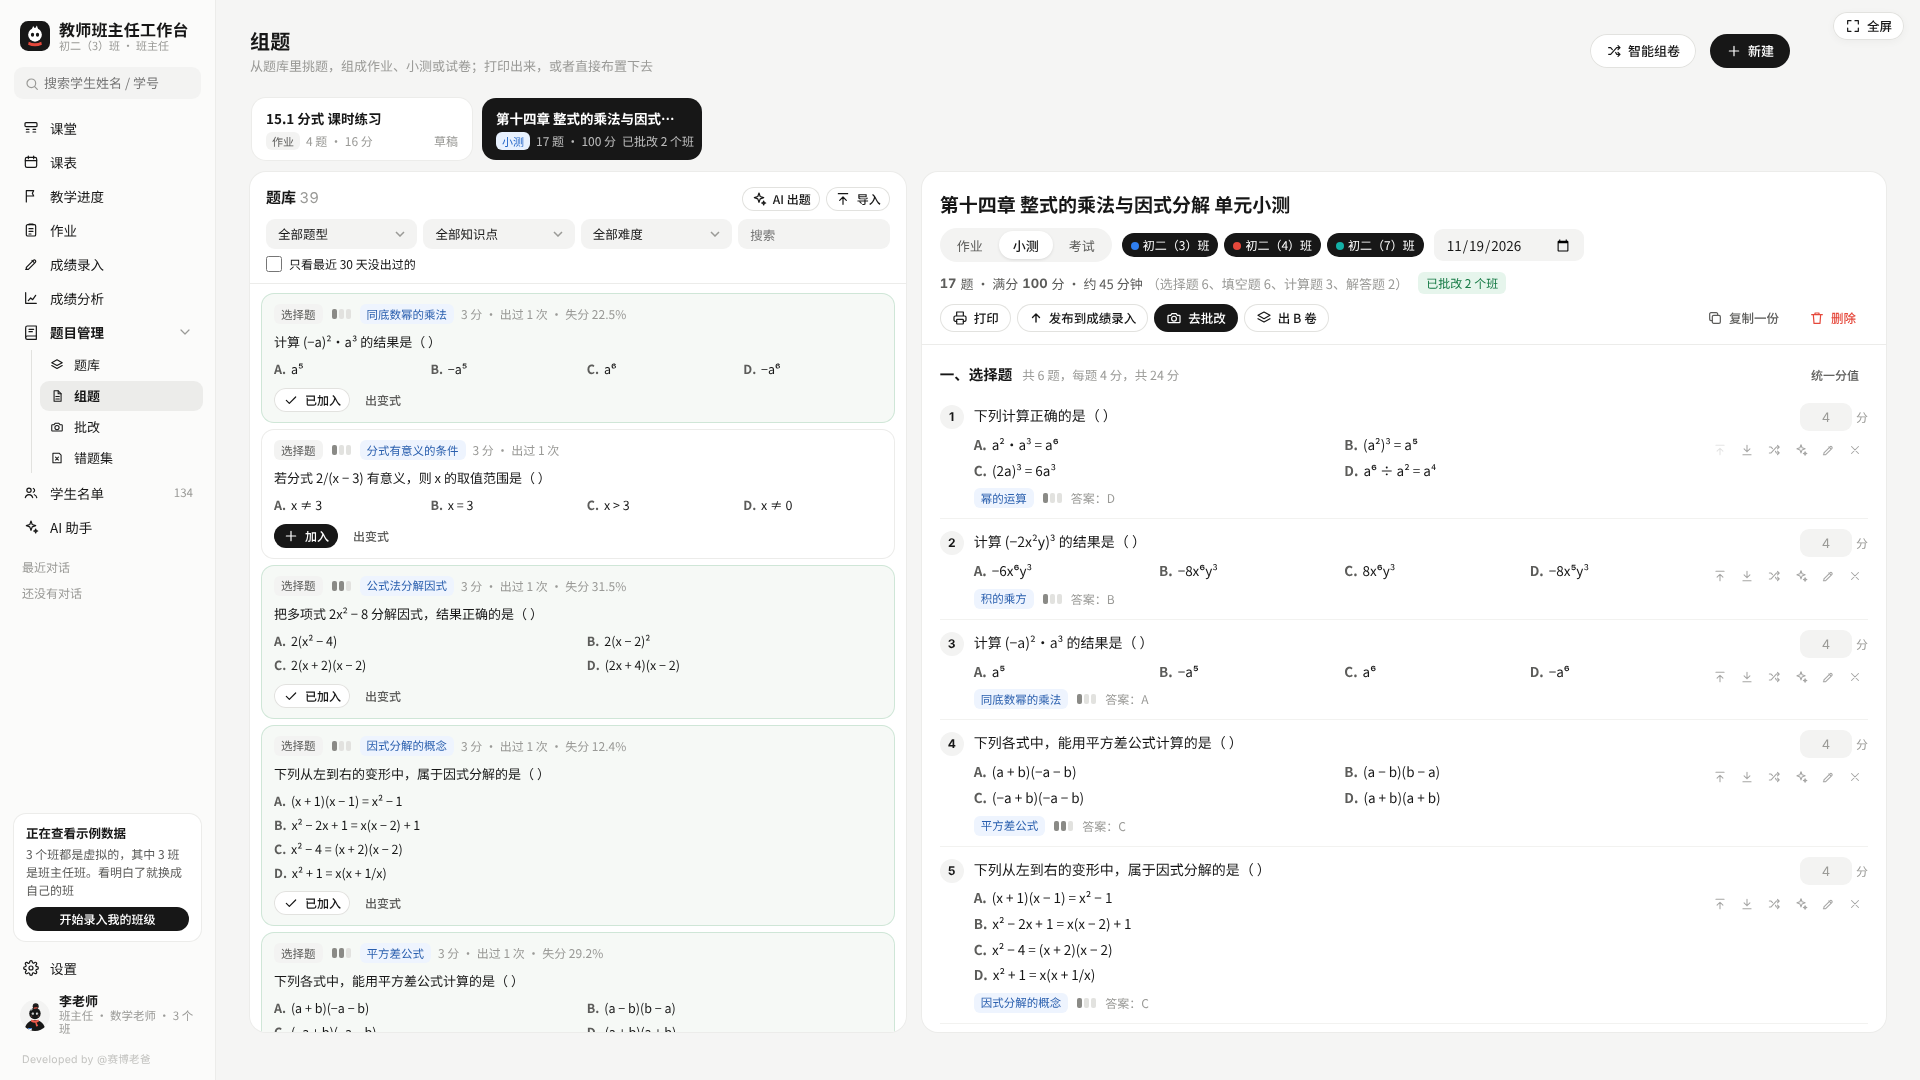 教师班主任工作台
初二（3）班 · 班主任
搜索学生姓名 / 学号
课堂
课表
教学进度
作业
成绩录入
成绩分析
题目管理
题库
组题
批改
错题集
学生名单 134
AI 助手
最近对话
还没有对话
正在查看示例数据
3 个班都是虚拟的，其中 3 班
是班主任班。看明白了就换成
自己的班
开始录入我的班级
设置
李老师
班主任 · 数学老师 · 3 个
班
Developed by @赛博老爸
全屏
组题
从题库里挑题，组成作业、小测或试卷；打印出来，或者直接布置下去
智能组卷
新建
15.1 分式 课时练习
作业 4 题 · 16 分 草稿
第十四章 整式的乘法与因式…
小测 17 题 · 100 分 已批改 2 个班
题库 39
AI 出题 导入
全部题型 全部知识点 全部难度 搜索
只看最近 30 天没出过的
选择题 同底数幂的乘法 3 分 · 出过 1 次 · 失分 22.5%
计算 (−a)² · a³ 的结果是（ ）
A. a⁵ B. −a⁵ C. a⁶ D. −a⁶
已加入 出变式
选择题 分式有意义的条件 3 分 · 出过 1 次
若分式 2/(x − 3) 有意义，则 x 的取值范围是（ ）
A. x ≠ 3 B. x = 3 C. x > 3 D. x ≠ 0
加入 出变式
选择题 公式法分解因式 3 分 · 出过 1 次 · 失分 31.5%
把多项式 2x² − 8 分解因式，结果正确的是（ ）
A. 2(x² − 4) B. 2(x − 2)²
C. 2(x + 2)(x − 2) D. (2x + 4)(x − 2)
已加入 出变式
选择题 因式分解的概念 3 分 · 出过 1 次 · 失分 12.4%
下列从左到右的变形中，属于因式分解的是（ ）
A. (x + 1)(x − 1) = x² − 1
B. x² − 2x + 1 = x(x − 2) + 1
C. x² − 4 = (x + 2)(x − 2)
D. x² + 1 = x(x + 1/x)
已加入 出变式
选择题 平方差公式 3 分 · 出过 1 次 · 失分 29.2%
下列各式中，能用平方差公式计算的是（ ）
A. (a + b)(−a − b) B. (a − b)(b − a)
C. (−a + b)(−a − b) D. (a + b)(a + b)
第十四章 整式的乘法与因式分解 单元小测
作业 小测 考试 初二（3）班 初二（4）班 初二（7）班 11/19/2026
17 题 · 满分 100 分 · 约 45 分钟 （选择题 6、填空题 6、计算题 3、解答题 2） 已批改 2 个班
打印 发布到成绩录入 去批改 出 B 卷 复制一份 删除
一、选择题 共 6 题，每题 4 分，共 24 分 统一分值
1 下列计算正确的是（ ） 4 分
A. a² · a³ = a⁶ B. (a²)³ = a⁵
C. (2a)³ = 6a³ D. a⁶ ÷ a² = a⁴
幂的运算 答案：D
2 计算 (−2x²y)³ 的结果是（ ） 4 分
A. −6x⁶y³ B. −8x⁶y³ C. 8x⁶y³ D. −8x⁵y³
积的乘方 答案：B
3 计算 (−a)² · a³ 的结果是（ ） 4 分
A. a⁵ B. −a⁵ C. a⁶ D. −a⁶
同底数幂的乘法 答案：A
4 下列各式中，能用平方差公式计算的是（ ） 4 分
A. (a + b)(−a − b) B. (a − b)(b − a)
C. (−a + b)(−a − b) D. (a + b)(a + b)
平方差公式 答案：C
5 下列从左到右的变形中，属于因式分解的是（ ） 4 分
A. (x + 1)(x − 1) = x² − 1
B. x² − 2x + 1 = x(x − 2) + 1
C. x² − 4 = (x + 2)(x − 2)
D. x² + 1 = x(x + 1/x)
因式分解的概念 答案：C